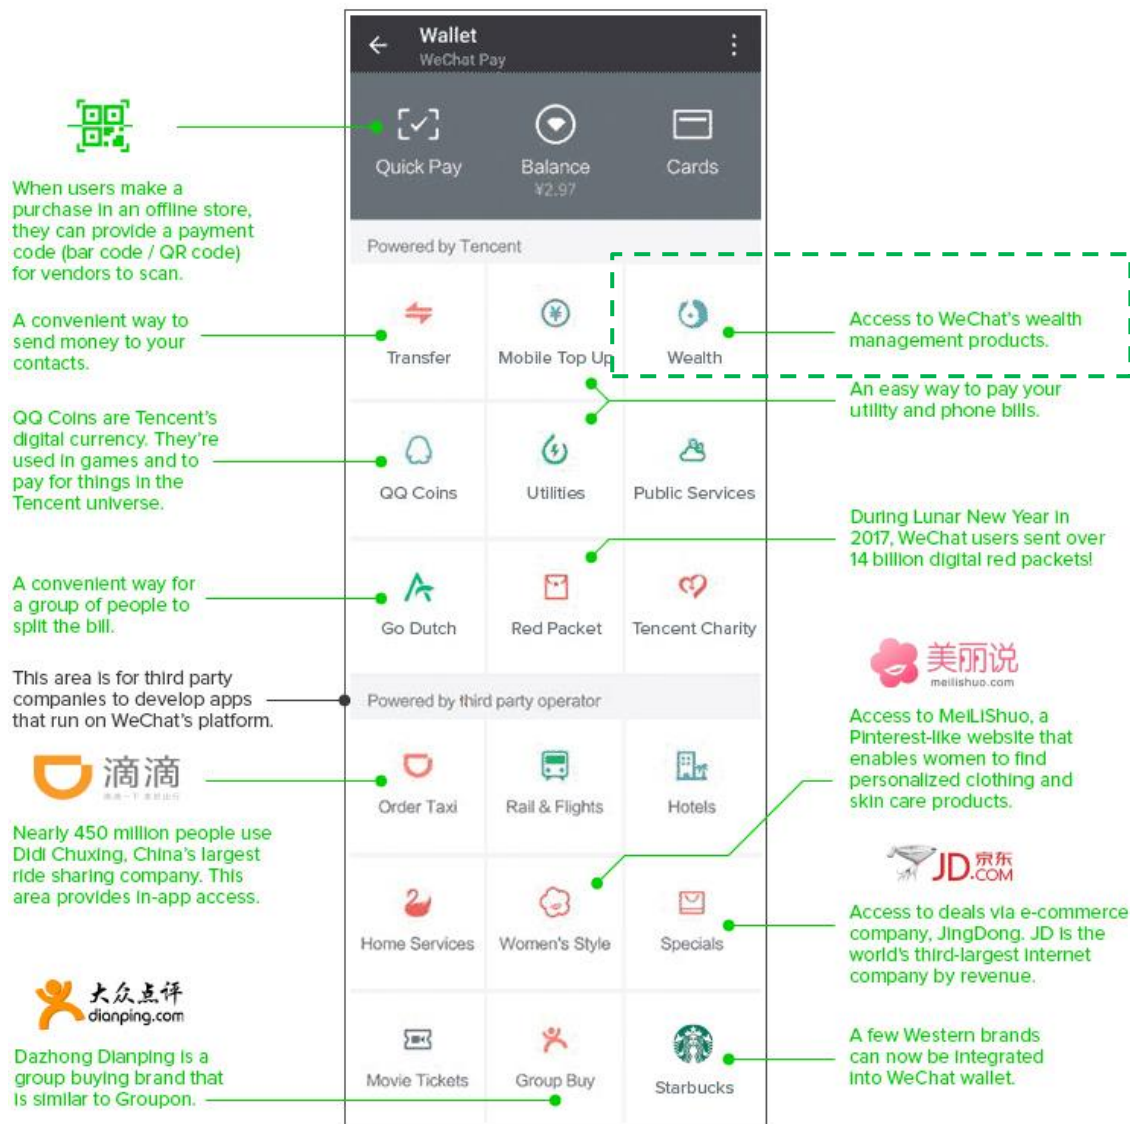 Wallet
WeChat Pay
Quick Pay
Balance
¥2.97
Cards
When users make a
purchase in an offline store,
they can provide a payment
code (bar code / QR code)
for vendors to scan.
Powered by Tencent
A convenient way to
send money to your
contacts.
Transfer
Mobile Top Up
Wealth
Access to WeChat's wealth
management products.
An easy way to pay your
utility and phone bills.
QQ Coins are Tencent's
digital currency. They're
used in games and to
pay for things in the
Tencent universe.
QQ Coins
Utilities
Public Services
During Lunar New Year in
2017, WeChat users sent over
14 billion digital red packets!
A convenient way for
a group of people to
split the bill.
Go Dutch
Red Packet
Tencent Charity
美丽说
meilishuo.com
This area is for third party
companies to develop apps
that run on WeChat's platform.
Powered by third party operator
Access to MeiLiShuo, a
Pinterest-like website that
enables women to find
personalized clothing and
skin care products.
滴滴
Order Taxi
Rail & Flights
Hotels
Nearly 450 million people use
Didi Chuxing, China's largest
ride sharing company. This
area provides in-app access.
JD.京东
COM
Home Services
Women's Style
Specials
Access to deals via e-commerce
company, JingDong. JD is the
world's third-largest internet
company by revenue.
大众点评
dianping.com
Dazhong Dianping is a
group buying brand that
is similar to Groupon.
Movie Tickets
Group Buy
Starbucks
A few Western brands
can now be integrated
into WeChat wallet.